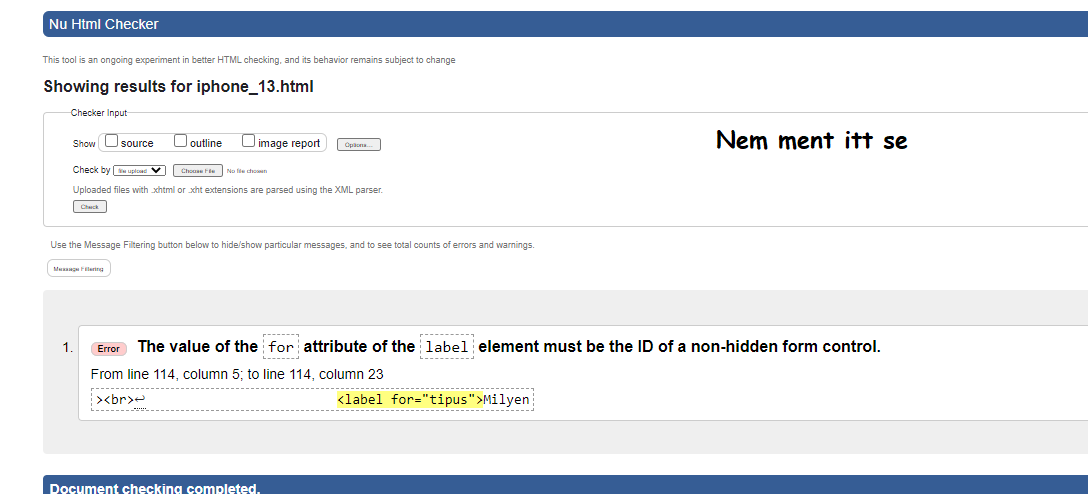 Nu Html Checker
This tool is an ongoing experiment in better HTML checking, and its behavior remains subject to change
Showing results for iphone_13.html
Checker Input
Show source outline image report Options...
Nem ment itt se
Check by file upload Choose File No file chosen
Uploaded files with .xhtml or .xht extensions are parsed using the XML parser.
Check
Use the Message Filtering button below to hide/show particular messages, and to see total counts of errors and warnings.
Message Filtering
1. Error The value of the for attribute of the label element must be the ID of a non-hidden form control.
From line 114, column 5; to line 114, column 23
><br>↩ <label for="tipus">Milyen
Document checking completed.